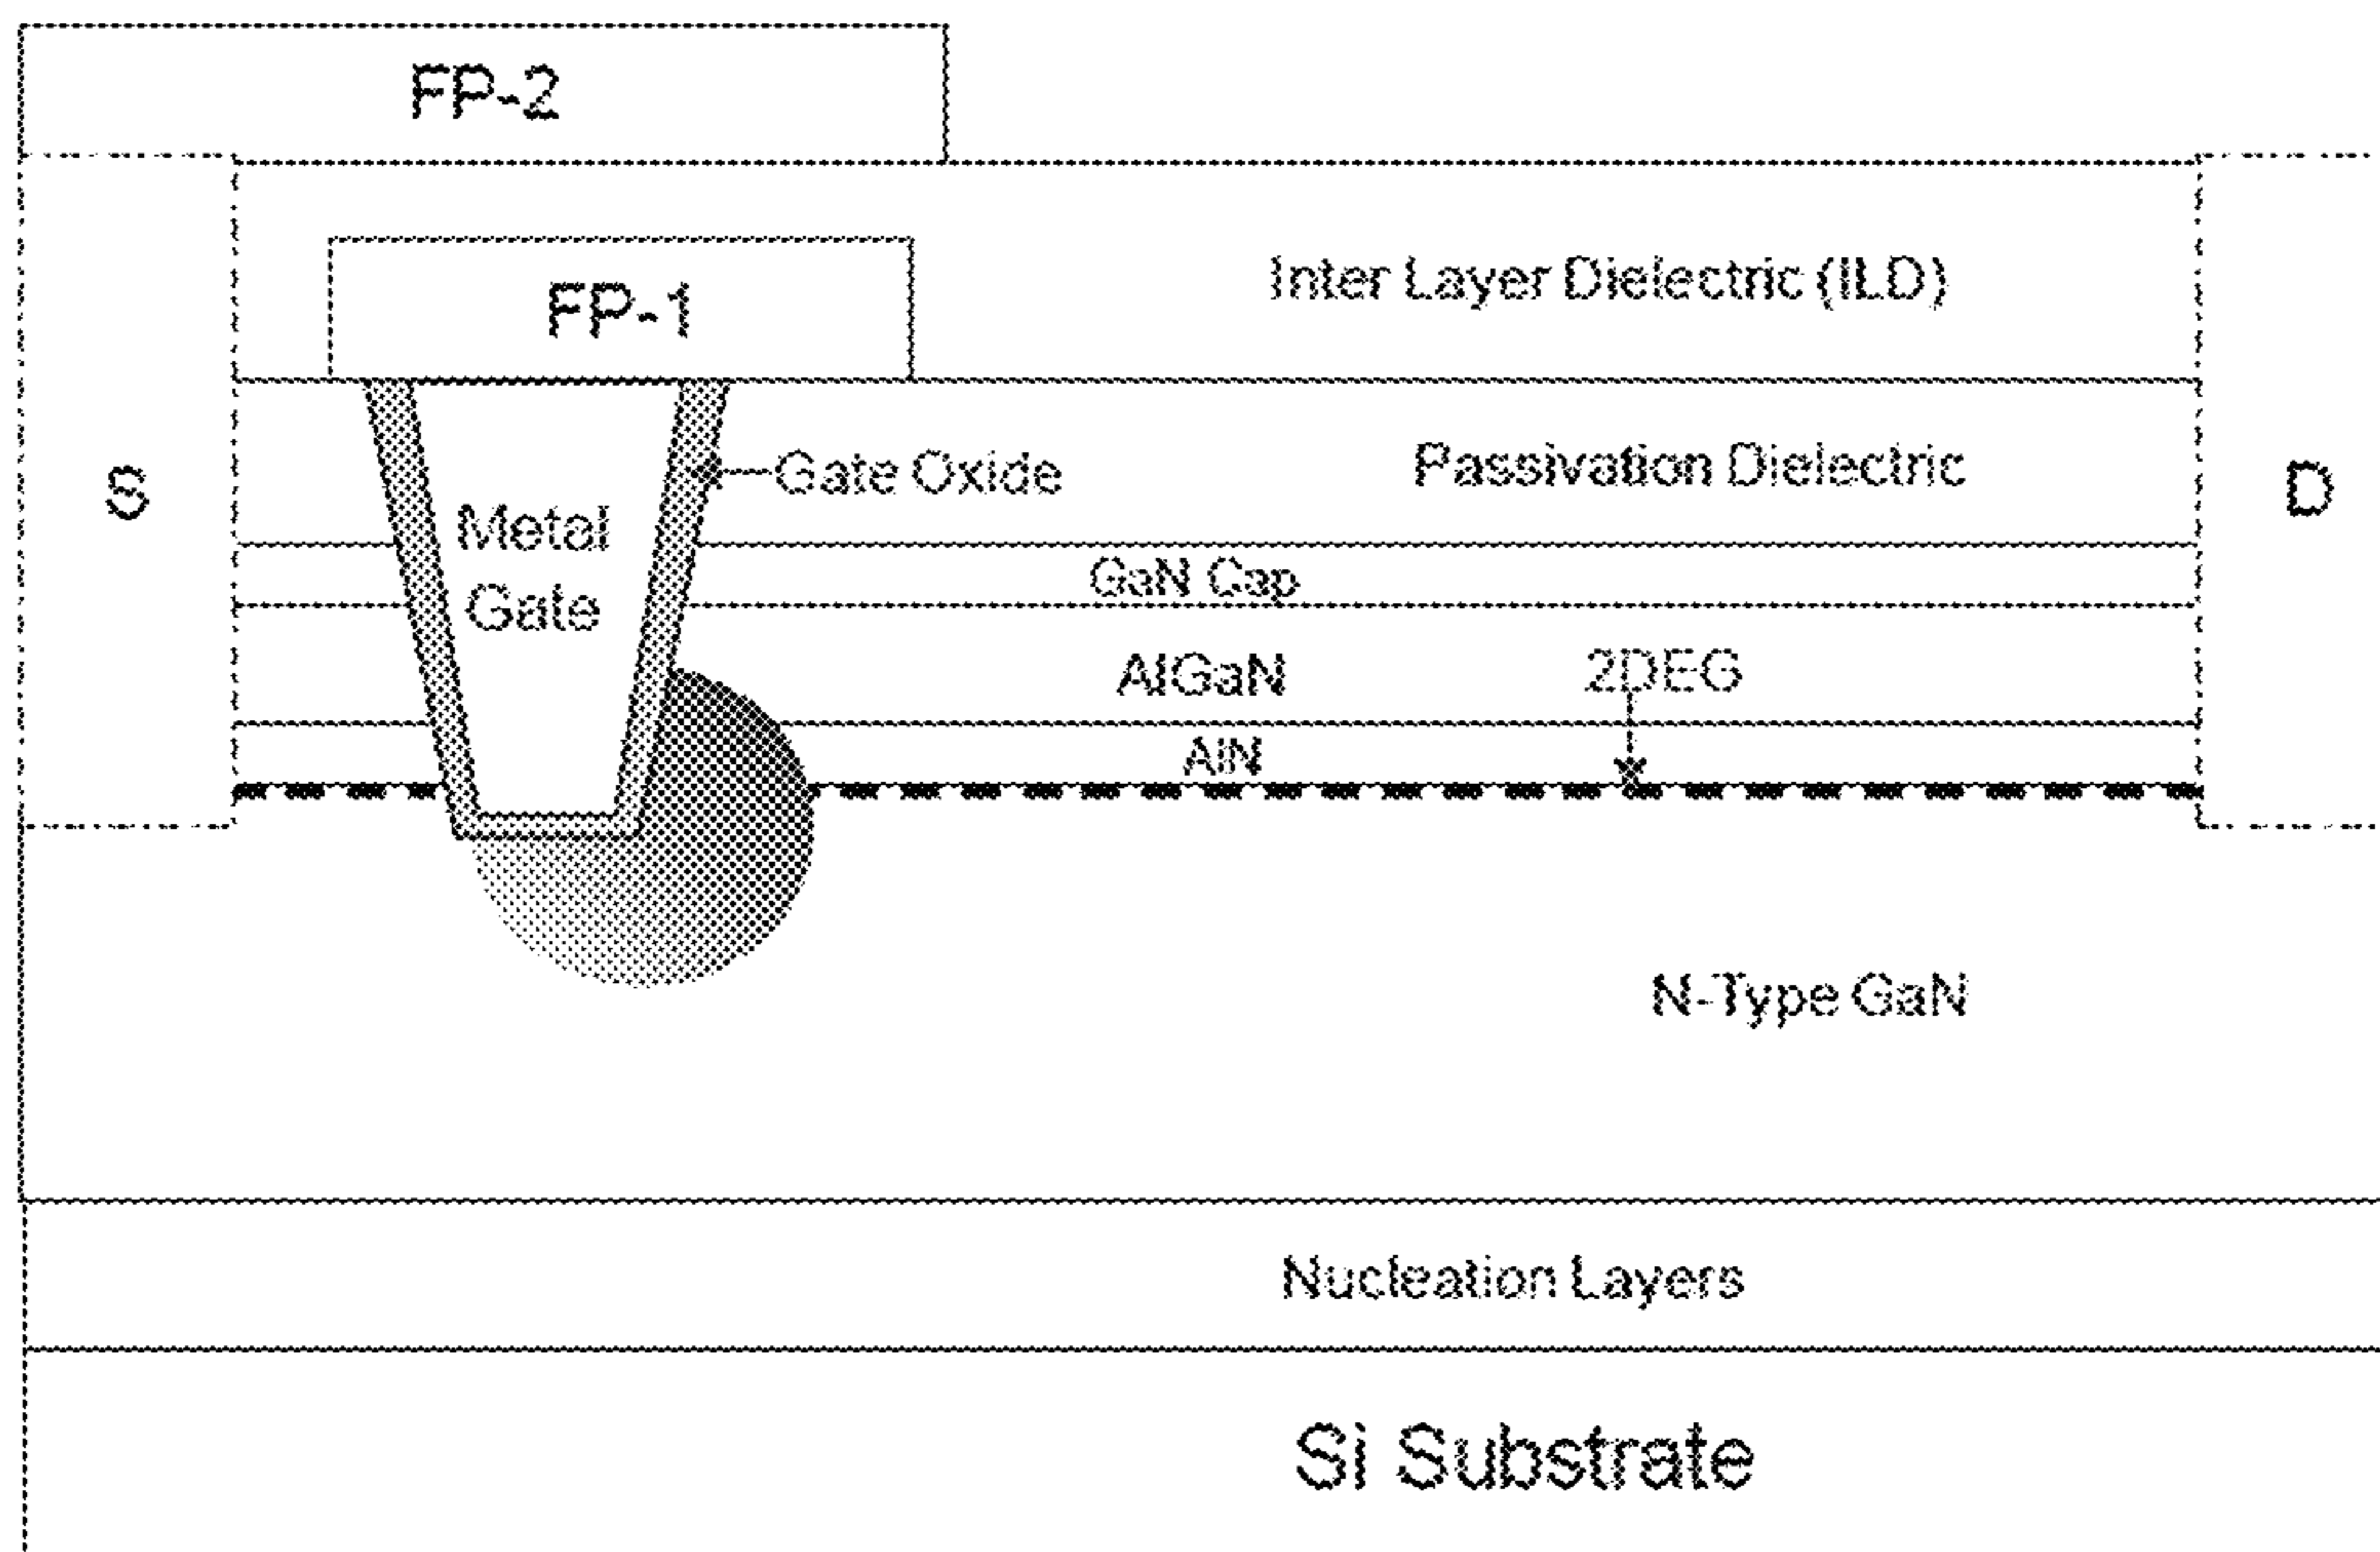 FP-2
FP-1
Inter Layer Dielectric (ILD)
S
Metal
Gate
Gate Oxide
Passivation Dielectric
D
GaN Cap
AlGaN
2DEG
AlN
N-Type GaN
Nucleation Layers
Si Substrate